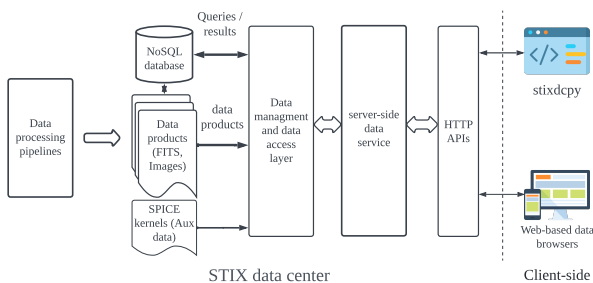 Queries /
results
NoSQL
database
Data
processing
pipelines
Data
products
(FITS,
Images)
data
products
SPICE
kernels (Aux
data)
Data
managment
and data
access
layer
server-side
data
service
HTTP
APIs
stixdcpy
Web-based data
browsers
STIX data center
Client-side